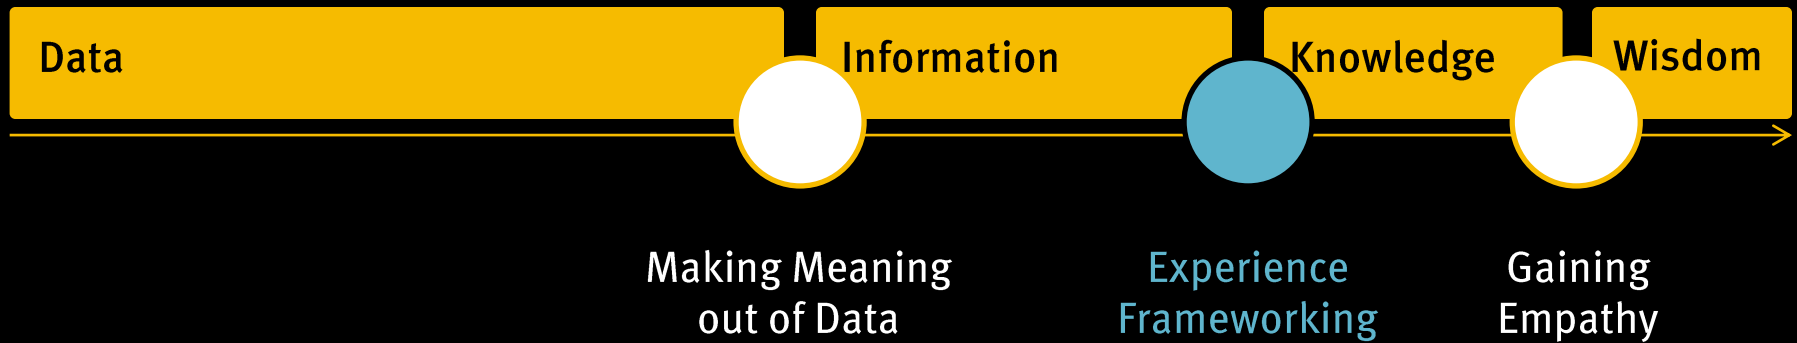 Data
Information
Knowledge
Wisdom
Making Meaning
out of Data
Experience
Frameworking
Gaining
Empathy